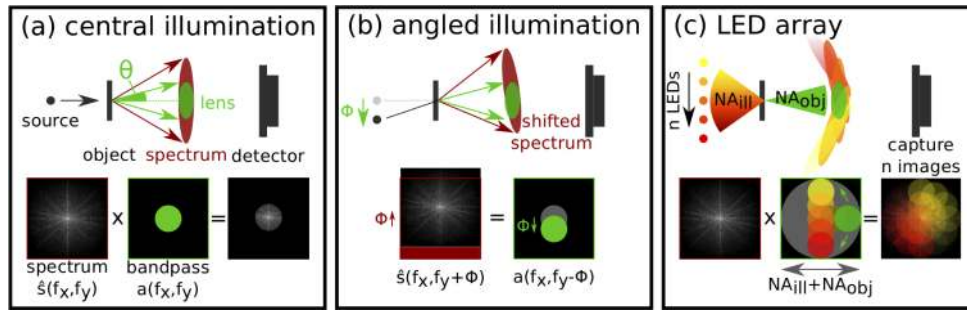 (a) central illumination
θ
lens
source
object
spectrum
detector
x
=
spectrum
ŝ(fx,fy)
bandpass
a(fx,fy)
(b) angled illumination
Φ
shifted
spectrum
Φ
=
Φ
ŝ(fx,fy+Φ)
a(fx,fy-Φ)
(c) LED array
n LEDs
NAill
NAobj
capture
n images
x
=
NAill+NAobj